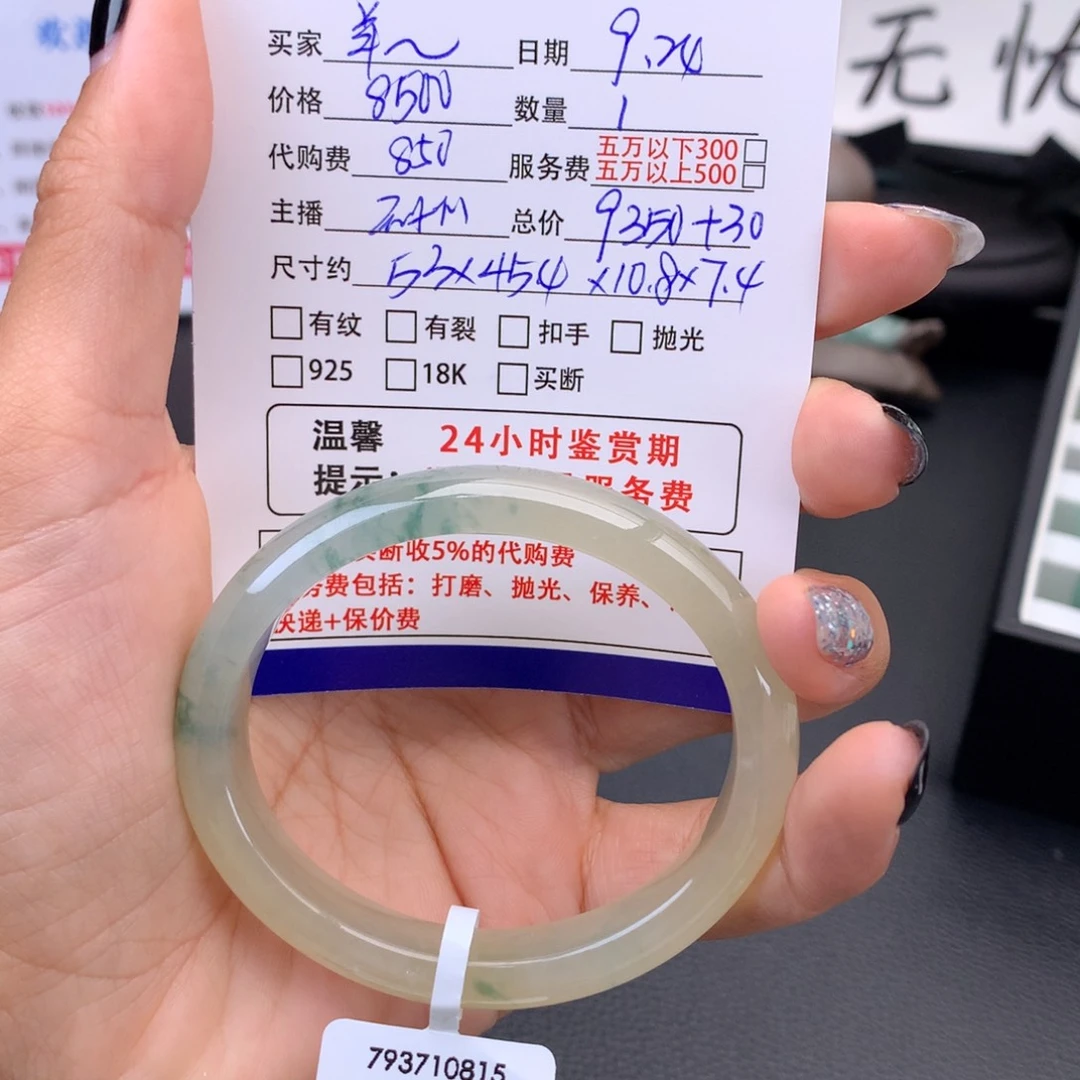 无忧
买家 羊～ 日期 9.24
价格 8500 数量 1
代购费 850 服务费 五万以下300 五万以上500
主播 总价 9350+30
尺寸约 53×45.4×10.8×7.4
有纹 有裂 扣手 抛光
925 18K 买断
温馨 24小时鉴赏期
提示: 服务费
断收5%的代购费
费包括：打磨、抛光、保养、
快递+保价费
793710815